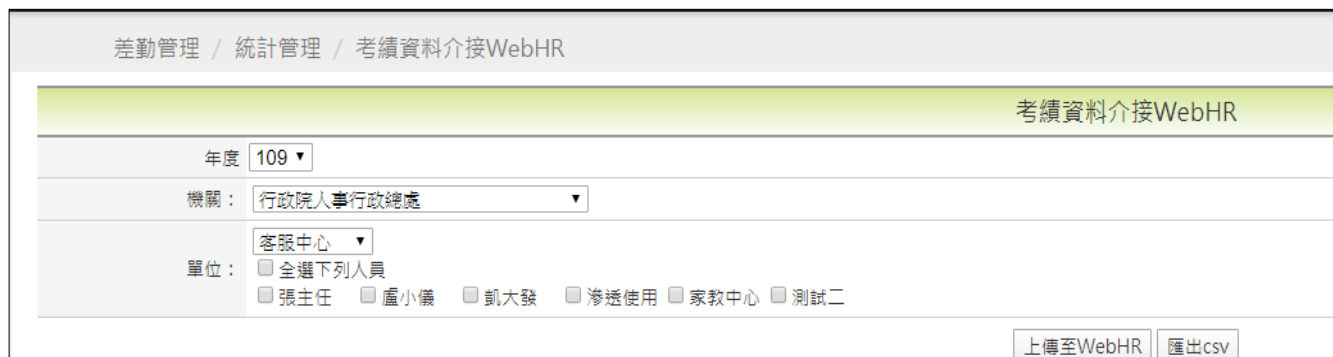 差勤管理 / 統計管理 / 考績資料介接WebHR
考績資料介接WebHR
年度 109
機關： 行政院人事行政總處
客服中心
單位： 全選下列人員
張主任 盧小儀 凱大發 滲透使用 家教中心 測試二
上傳至WebHR 匯出csv